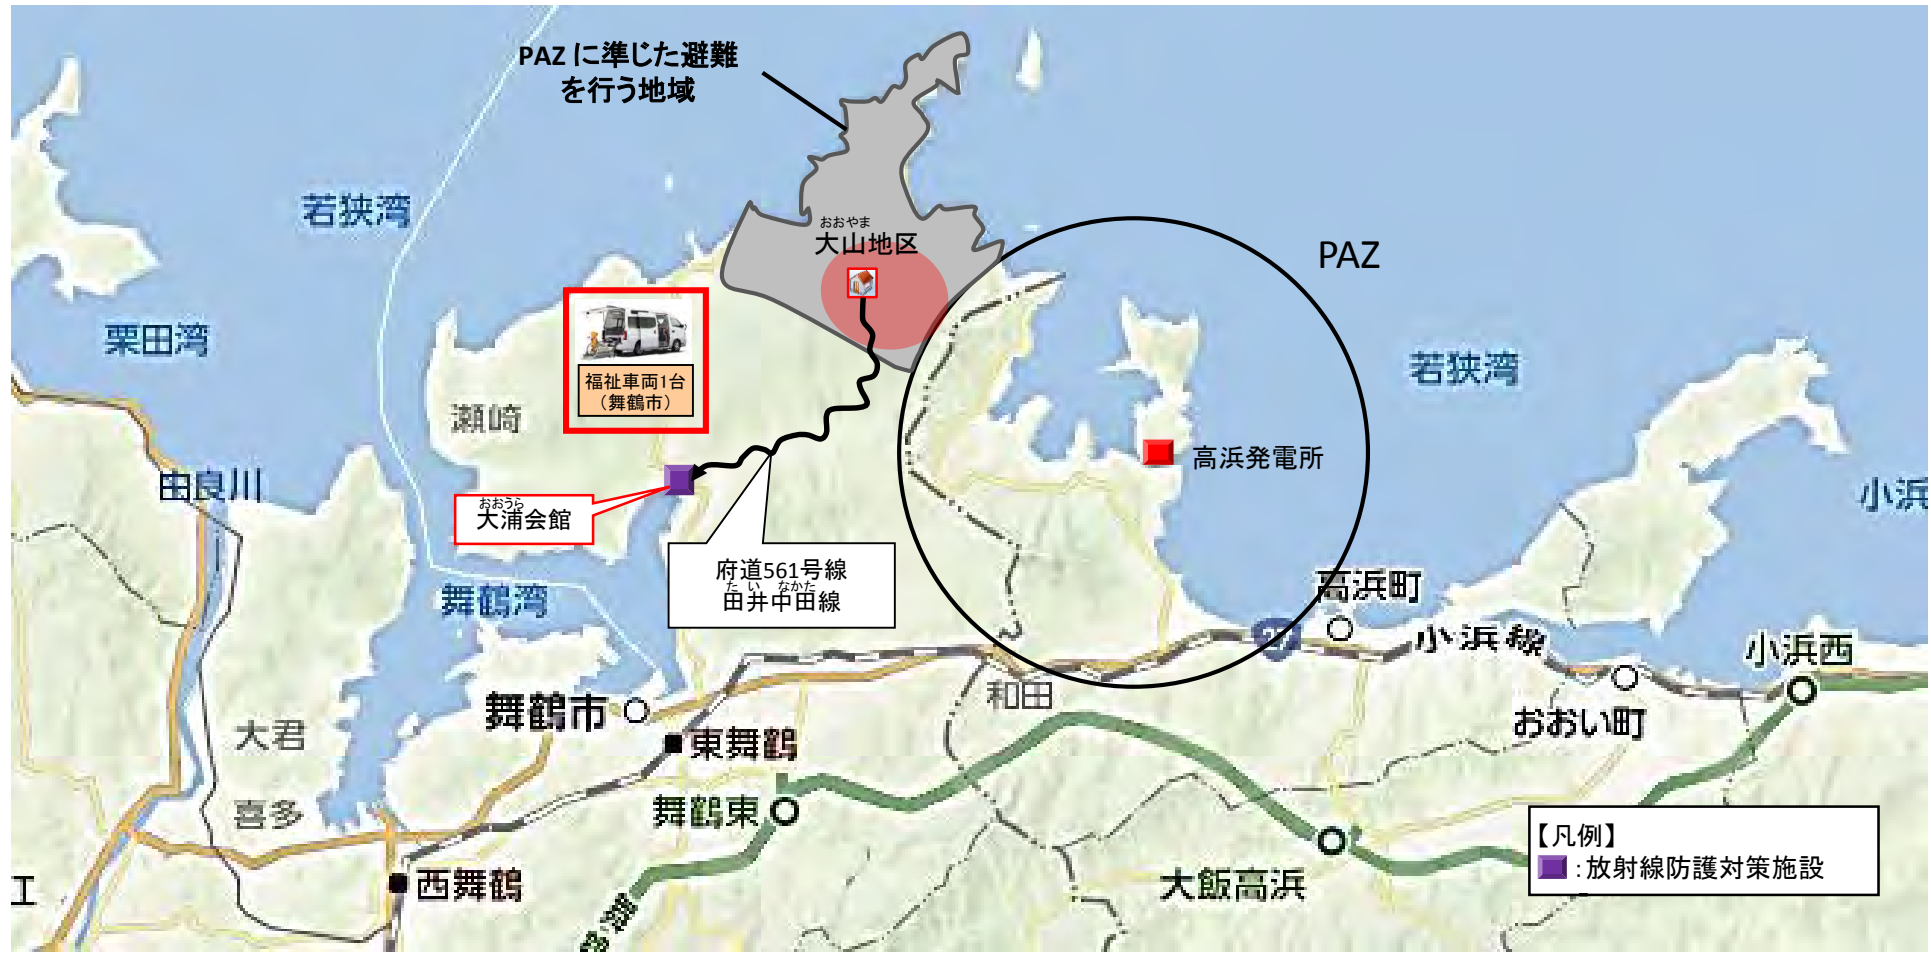 PAZに準じた避難
を行う地域
若狭湾
おおやま
大山地区
PAZ
栗田湾
福祉車両1台
（舞鶴市）
瀬崎
若狭湾
高浜発電所
由良川
小浜
おおうら
大浦会館
府道561号線
たい なかた
田井中田線
舞鶴湾
高浜町
27
小浜線
小浜西
和田
舞鶴市
おおい町
大君
東舞鶴
喜多
舞鶴東
【凡例】
：放射線防護対策施設
西舞鶴
大飯高浜